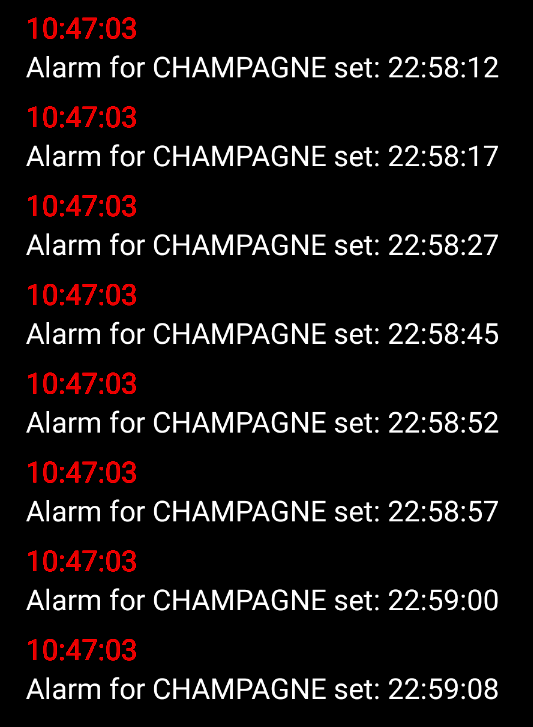 10:47:03
Alarm for CHAMPAGNE set: 22:58:12
10:47:03
Alarm for CHAMPAGNE set: 22:58:17
10:47:03
Alarm for CHAMPAGNE set: 22:58:27
10:47:03
Alarm for CHAMPAGNE set: 22:58:45
10:47:03
Alarm for CHAMPAGNE set: 22:58:52
10:47:03
Alarm for CHAMPAGNE set: 22:58:57
10:47:03
Alarm for CHAMPAGNE set: 22:59:00
10:47:03
Alarm for CHAMPAGNE set: 22:59:08